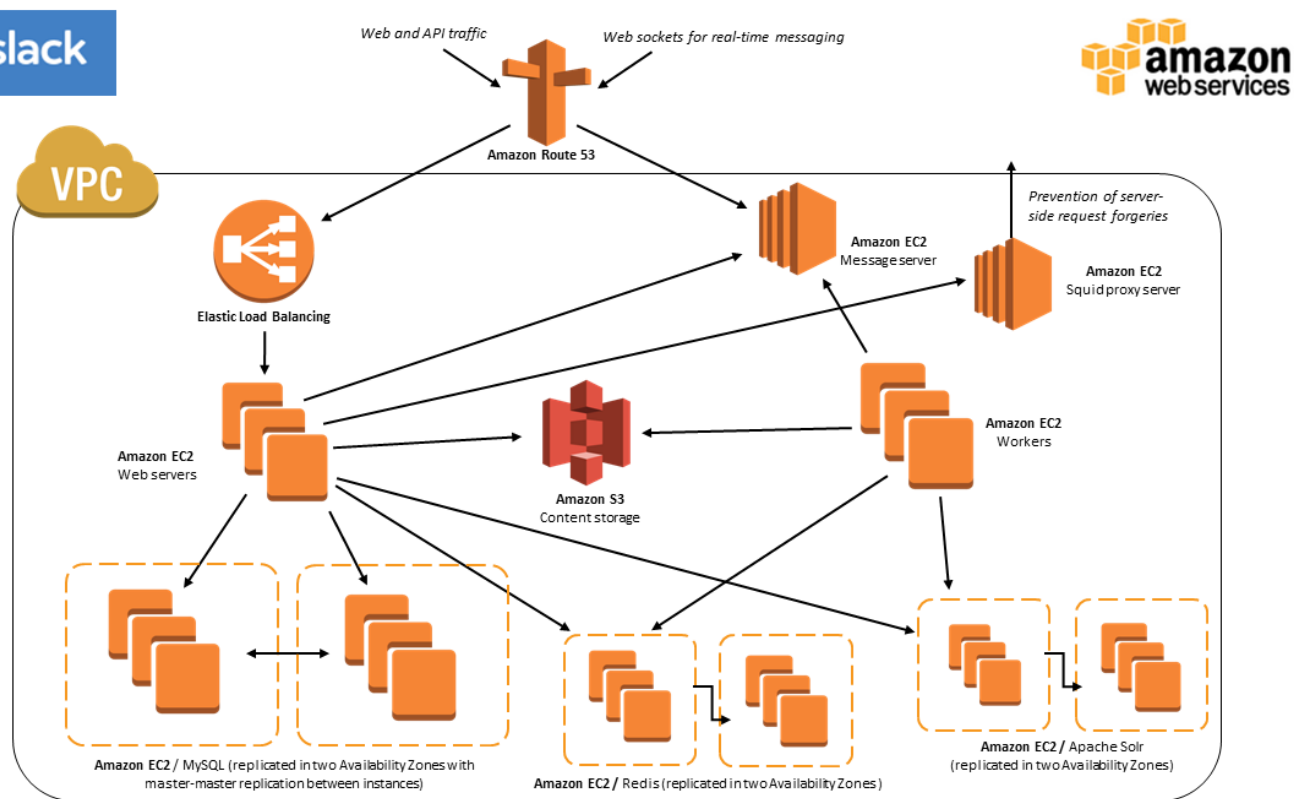 slack
Web and API traffic
Web sockets for real-time messaging
amazon
web services
Amazon Route 53
VPC
Prevention of server-
side request forgeries
Amazon EC2
Message server
Amazon EC2
Squid proxy server
Elastic Load Balancing
Amazon EC2
Web servers
Amazon S3
Content storage
Amazon EC2
Workers
Amazon EC2 / MySQL (replicated in two Availability Zones with
master-master replication between instances)
Amazon EC2 / Redis (replicated in two Availability Zones)
Amazon EC2 / Apache Solr
(replicated in two Availability Zones)